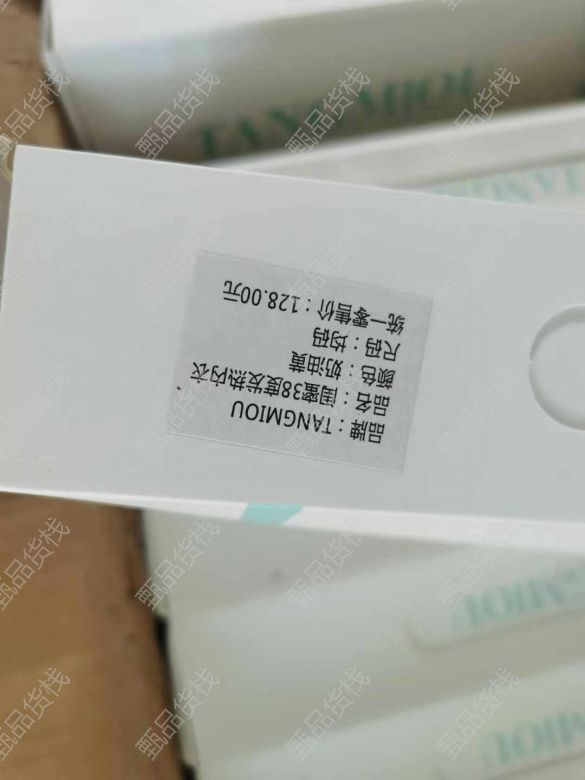 TANGMIOU
品牌：TANGMIOU
品名：闺蜜38度发热内衣
颜色：奶油黄
尺码：均码
统一零售价：128.00元
甄品货栈